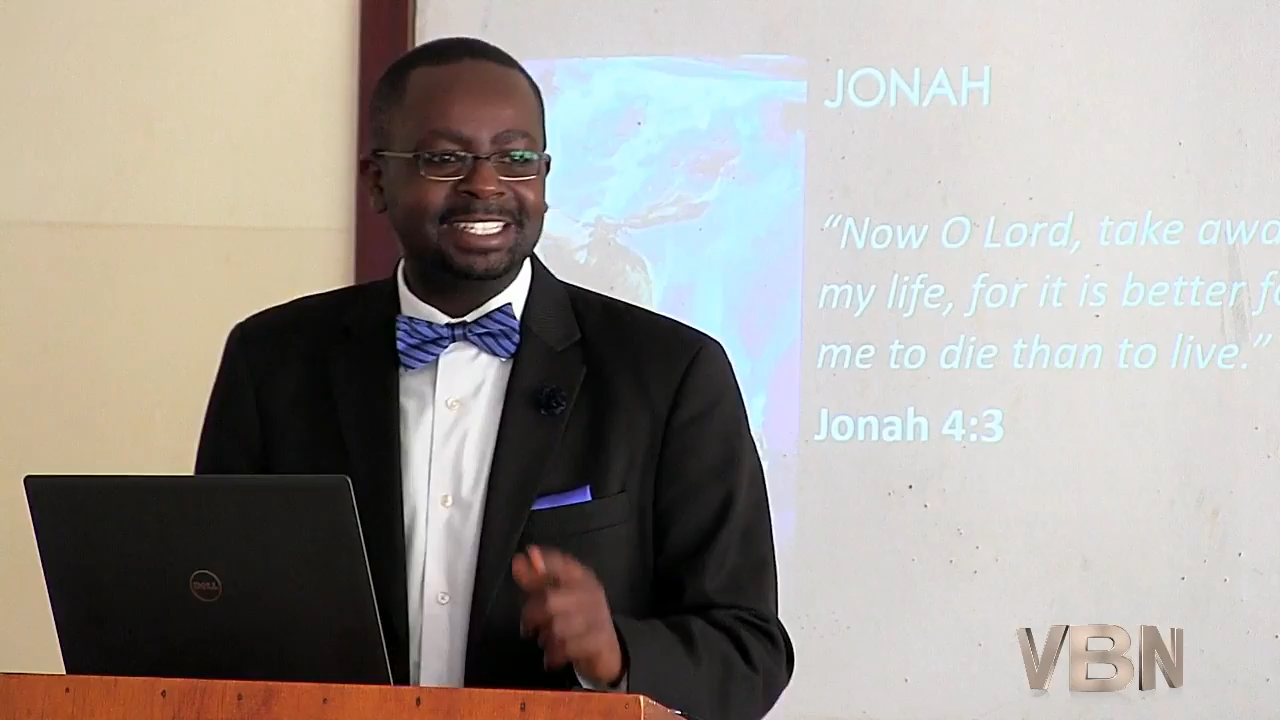 JONAH
“Now O Lord, take awa
my life, for it is better f
me to die than to live.”
Jonah 4:3
DELL
VBN